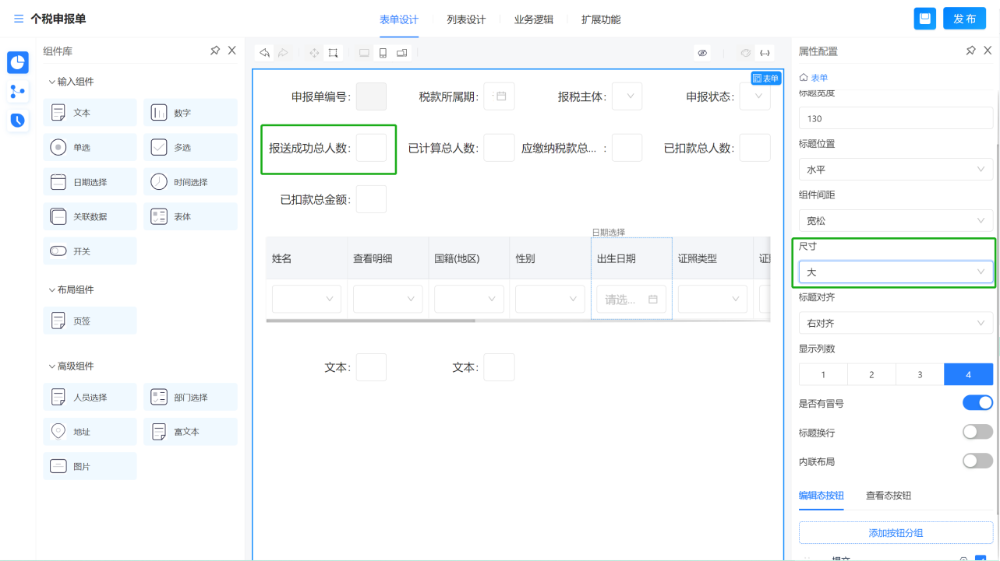 个税申报单
表单设计
列表设计
业务逻辑
扩展功能
发 布
组件库
输入组件
文本
数字
单选
多选
日期选择
时间选择
关联数据
表体
开关
布局组件
页签
高级组件
人员选择
部门选择
地址
富文本
图片
表单
申报单编号:
税款所属期:
报税主体:
申报状态:
报送成功总人数:
已计算总人数:
应缴纳税款总... :
已扣款总人数:
已扣款总金额:
日期选择
姓名
查看明细
国籍(地区)
性别
出生日期
证照类型
请选...
文本:
文本:
属性配置
表单
标题宽度
130
标题位置
水平
组件间距
宽松
尺寸
大
标题对齐
右对齐
显示列数
1
2
3
4
是否有冒号
标题换行
内联布局
编辑态按钮
查看态按钮
添加按钮分组
提交